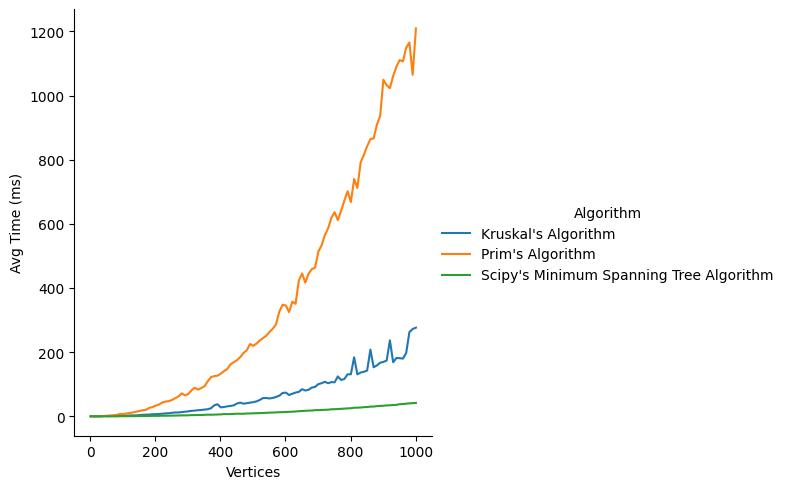 1200
1000
800
600
400
200
0
Avg Time (ms)
0 200 400 600 800 1000
Vertices
Algorithm
Kruskal's Algorithm
Prim's Algorithm
Scipy's Minimum Spanning Tree Algorithm